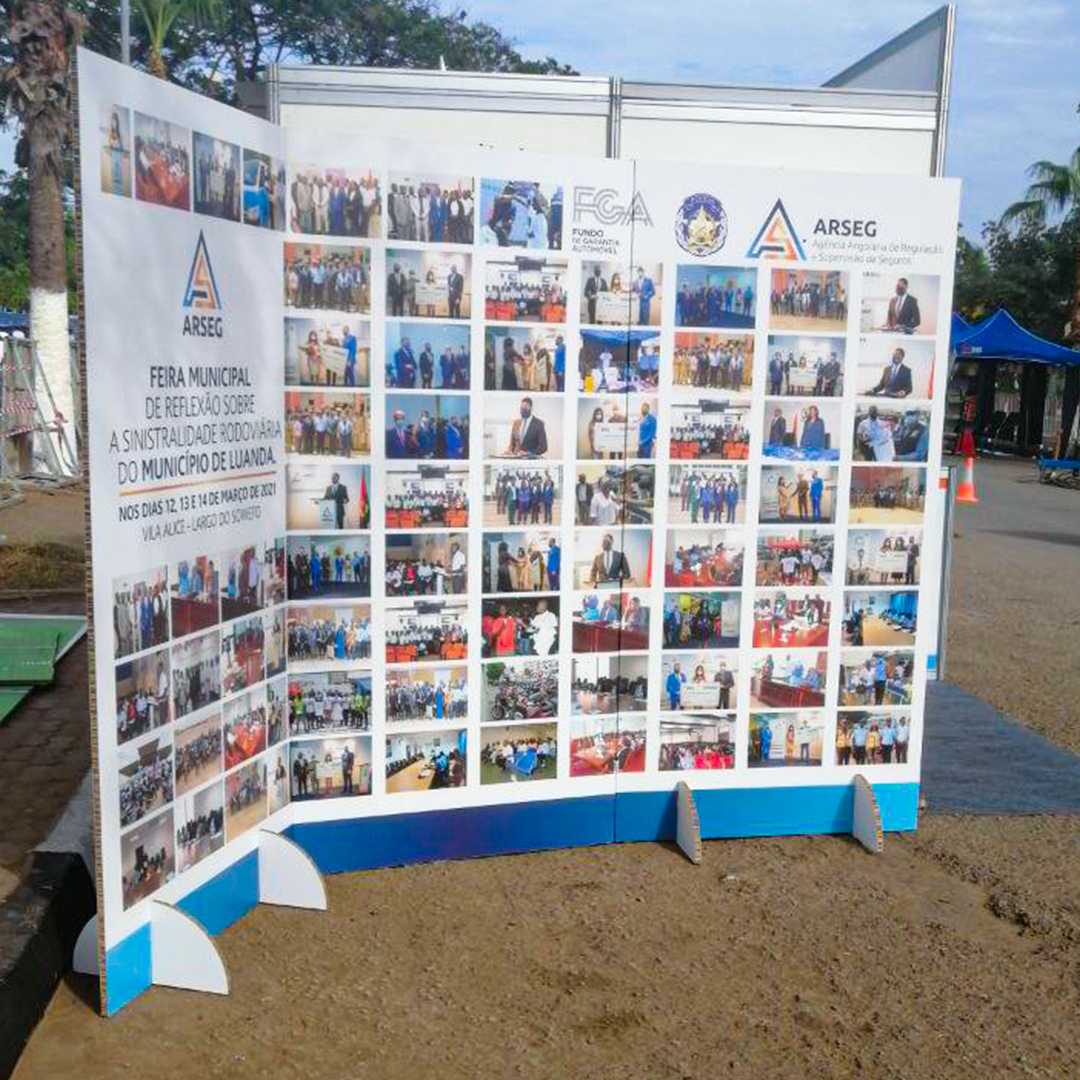 ARSEG
FEIRA MUNICIPAL
DE REFLEXÃO SOBRE
A SINISTRALIDADE RODOVIÁRIA
DO MUNICÍPIO DE LUANDA,
NOS DIAS 12, 13 E 14 DE MARÇO DE 2021
VILA ALICE - LARGO DO SOWETO
FGA
FUNDO
DE GARANTIA
AUTOMÓVEL
ARSEG
Agência Angolana de Regulação
e Supervisão de Seguros